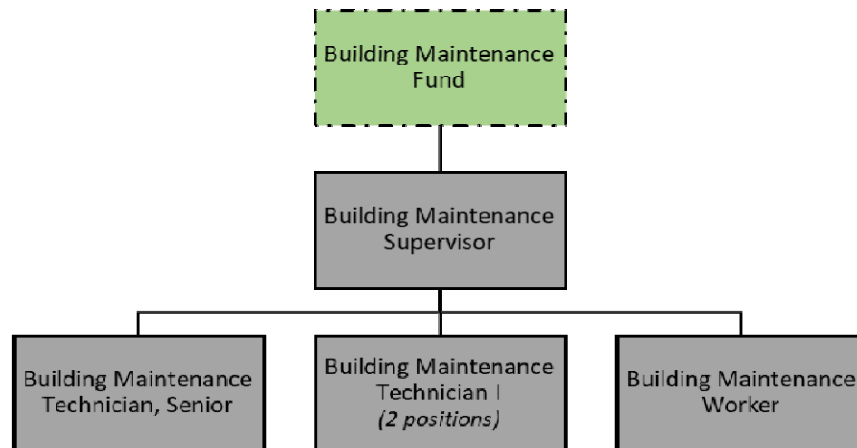 Building Maintenance
Fund
Building Maintenance
Supervisor
Building Maintenance
Technician, Senior
Building Maintenance
Technician I
(2 positions)
Building Maintenance
Worker